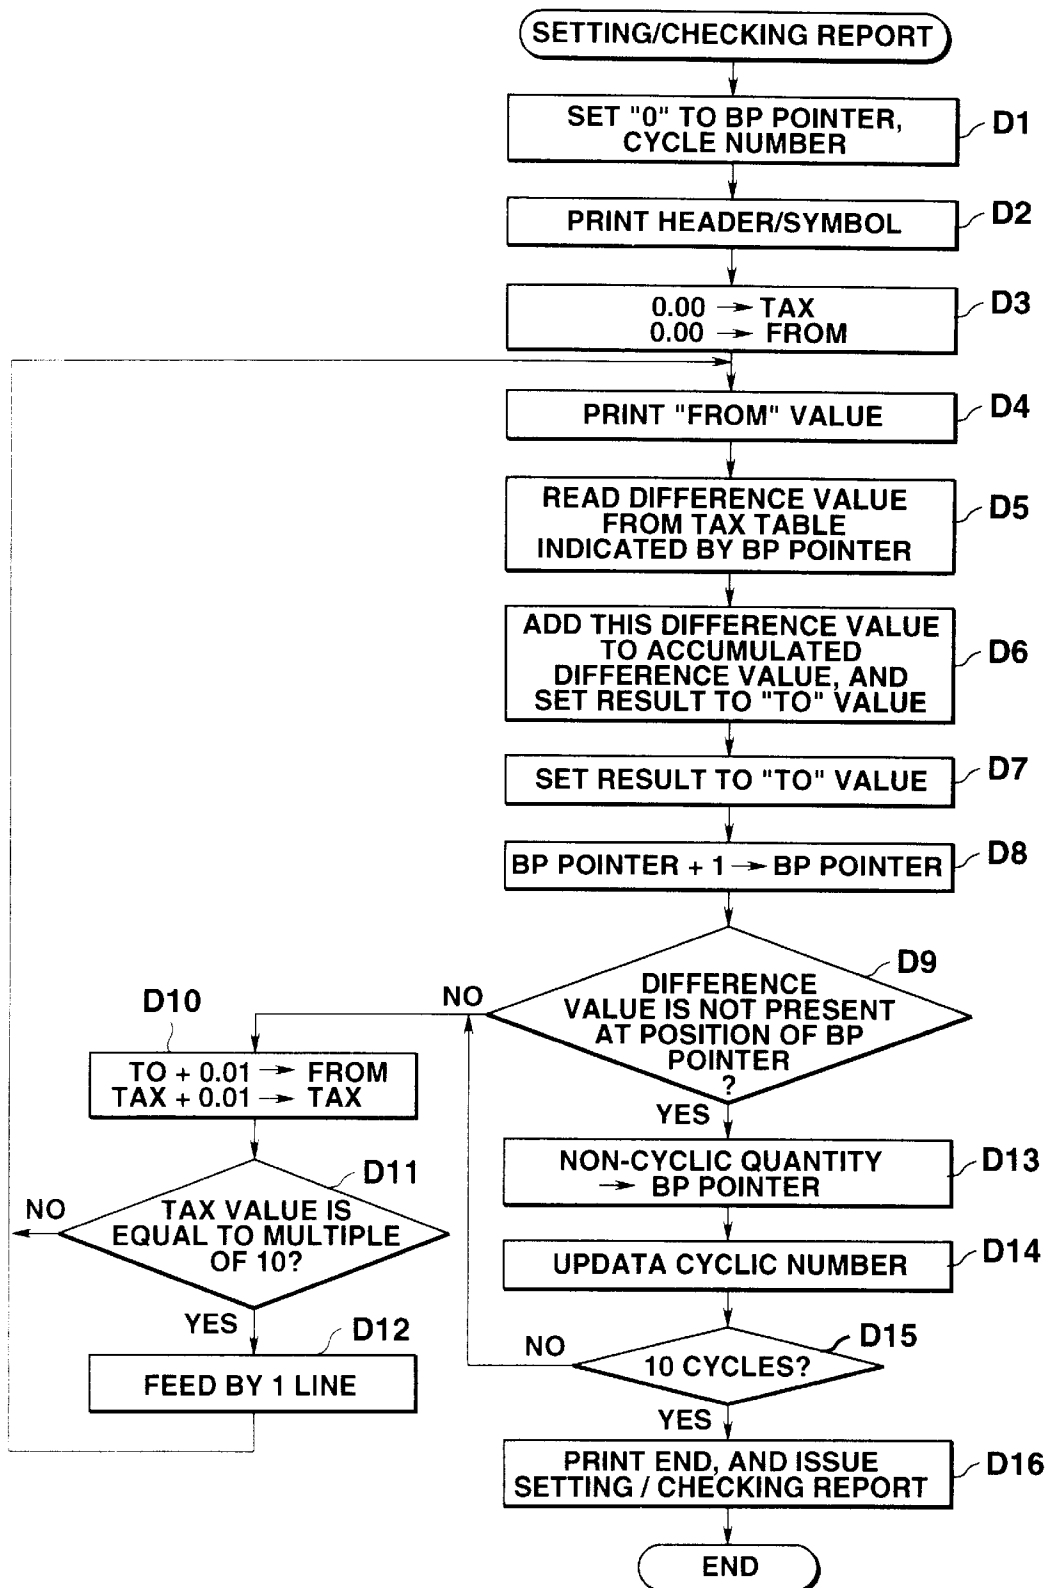 SETTING/CHECKING REPORT
SET "0" TO BP POINTER,
CYCLE NUMBER
D1
PRINT HEADER/SYMBOL
D2
0.00 → TAX
0.00 → FROM
D3
PRINT "FROM" VALUE
D4
READ DIFFERENCE VALUE
FROM TAX TABLE
INDICATED BY BP POINTER
D5
ADD THIS DIFFERENCE VALUE
TO ACCUMULATED
DIFFERENCE VALUE, AND
SET RESULT TO "TO" VALUE
D6
SET RESULT TO "TO" VALUE
D7
BP POINTER + 1 → BP POINTER
D8
DIFFERENCE
VALUE IS NOT PRESENT
AT POSITION OF BP
POINTER
?
D9
NO
YES
D10
TO + 0.01 → FROM
TAX + 0.01 → TAX
D11
TAX VALUE IS
EQUAL TO MULTIPLE
OF 10?
NO
YES
D12
FEED BY 1 LINE
NON-CYCLIC QUANTITY
→ BP POINTER
D13
UPDATA CYCLIC NUMBER
D14
10 CYCLES?
D15
NO
YES
PRINT END, AND ISSUE
SETTING / CHECKING REPORT
D16
END